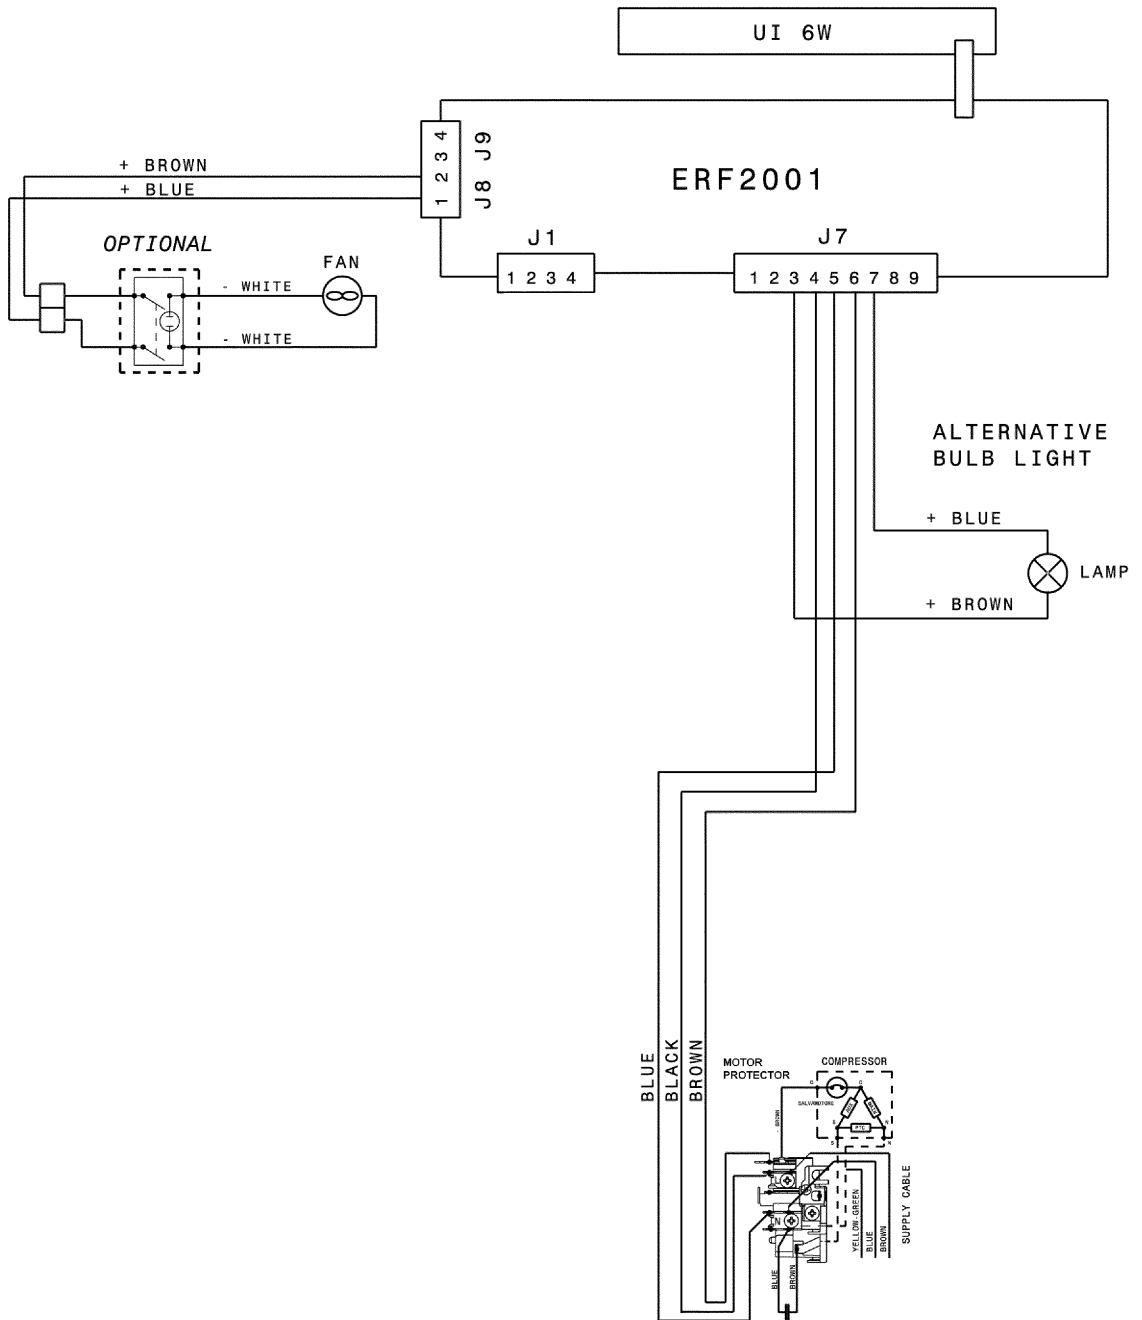 UI 6W
1 2 3 4
J8 J9
+ BROWN
+ BLUE
ERF2001
OPTIONAL
FAN
- WHITE
- WHITE
J1
1 2 3 4
J7
1 2 3 4 5 6 7 8 9
ALTERNATIVE
BULB LIGHT
+ BLUE
LAMP
+ BROWN
BLUE
BLACK
BROWN
MOTOR
PROTECTOR
COMPRESSOR
C
C
SALVAMOTORE
- BROWN
PTC
S
N
S
N
N
YELLOW-GREEN
BLUE
BROWN
SUPPLY CABLE
BLUE
BROWN